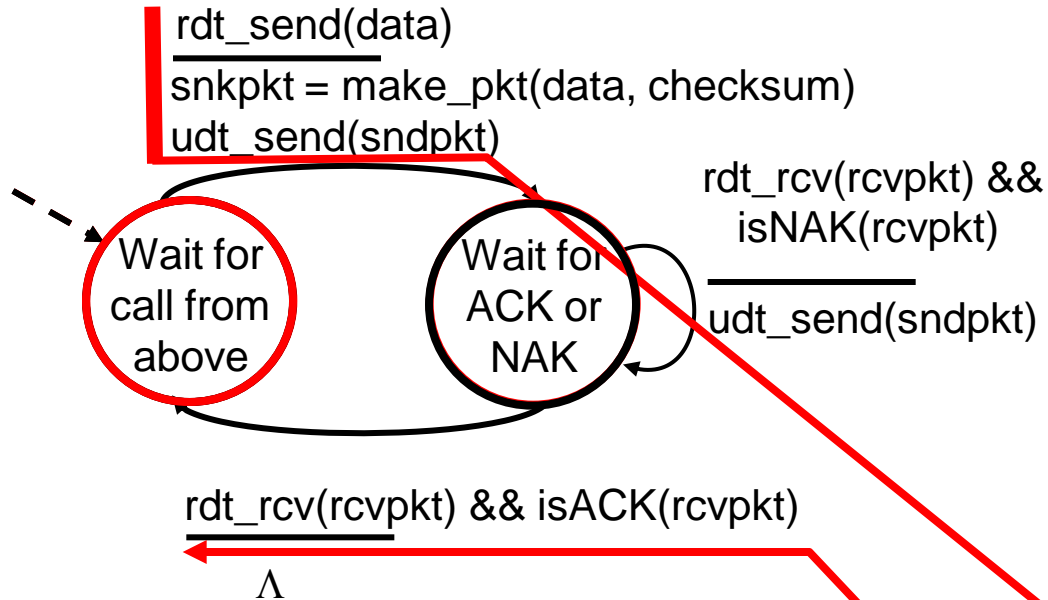 rdt_send(data)
snkpkt = make_pkt(data, checksum)
udt_send(sndpkt)
rdt_rcv(rcvpkt) &&
isNAK(rcvpkt)
udt_send(sndpkt)
Wait for
call from
above
Wait for
ACK or
NAK
rdt_rcv(rcvpkt) && isACK(rcvpkt)
Λ